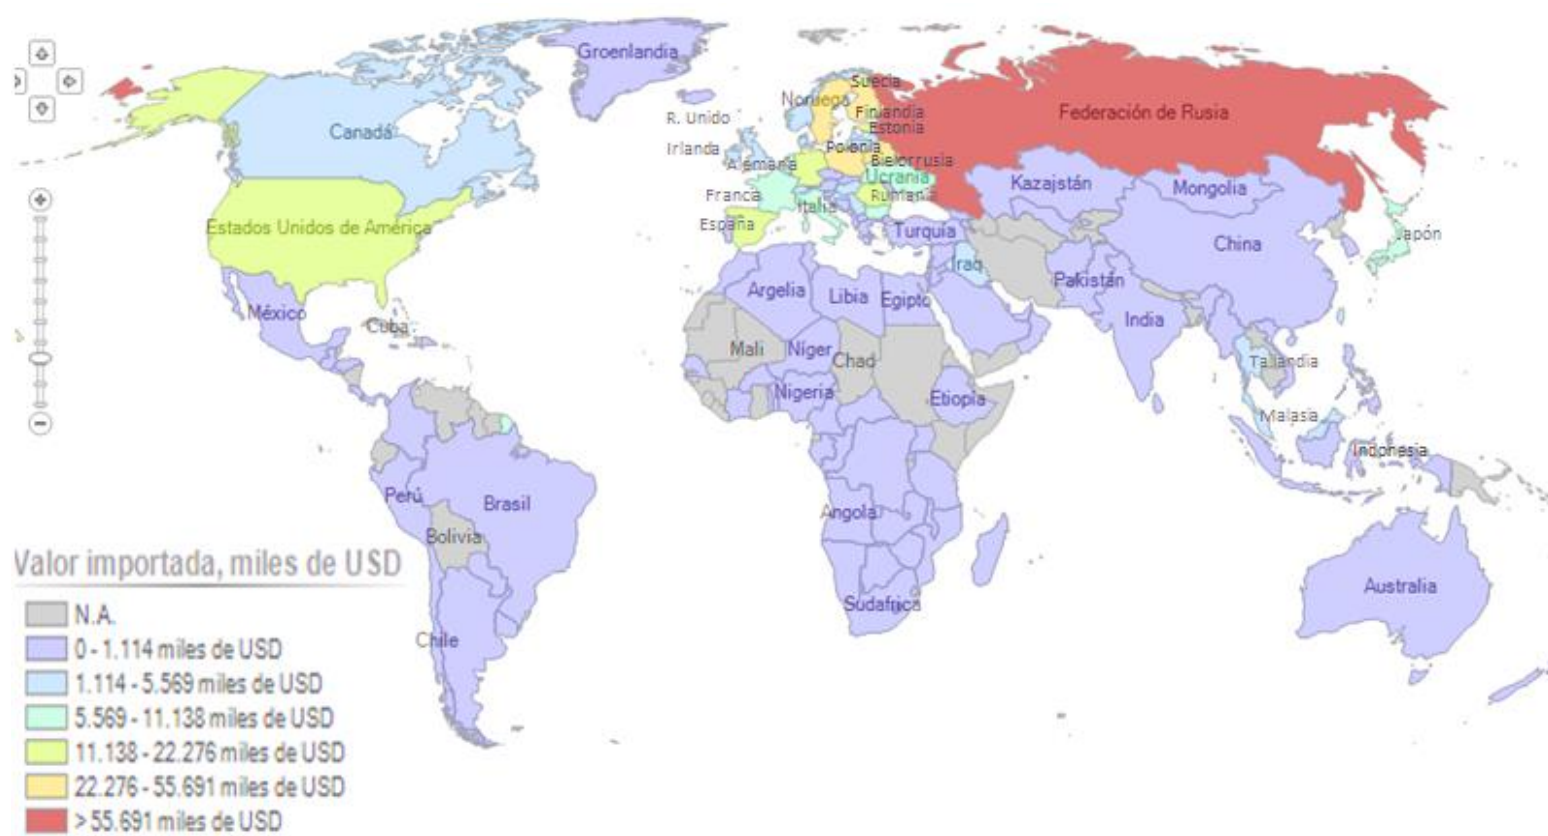 Groenlandia
Suecia
Noruega
Finlandia
Estonia
Federación de Rusia
R. Unido
Canadá
Irlanda
Polonia
Alemana
Bielorrusia
Ucrania
Kazajstán
Mongolia
Franca
Rumania
Italia
España
Estados Unidos de América
Turquía
Japón
China
Iraq
Pakistán
Argelia
Libia
Egipto
México
India
Cuba
Mali
Níger
Chad
Tailandia
Nigeria
Etiopía
Malasia
Indonesia
Perú
Brasil
Angola
Bolivia
Valor importada, miles de USD
Australia
Sudafrica
N.A.
Chile
0 - 1.114 miles de USD
1.114 - 5.569 miles de USD
5.569 - 11.138 miles de USD
11.138 - 22.276 miles de USD
22.276 - 55.691 miles de USD
> 55.691 miles de USD